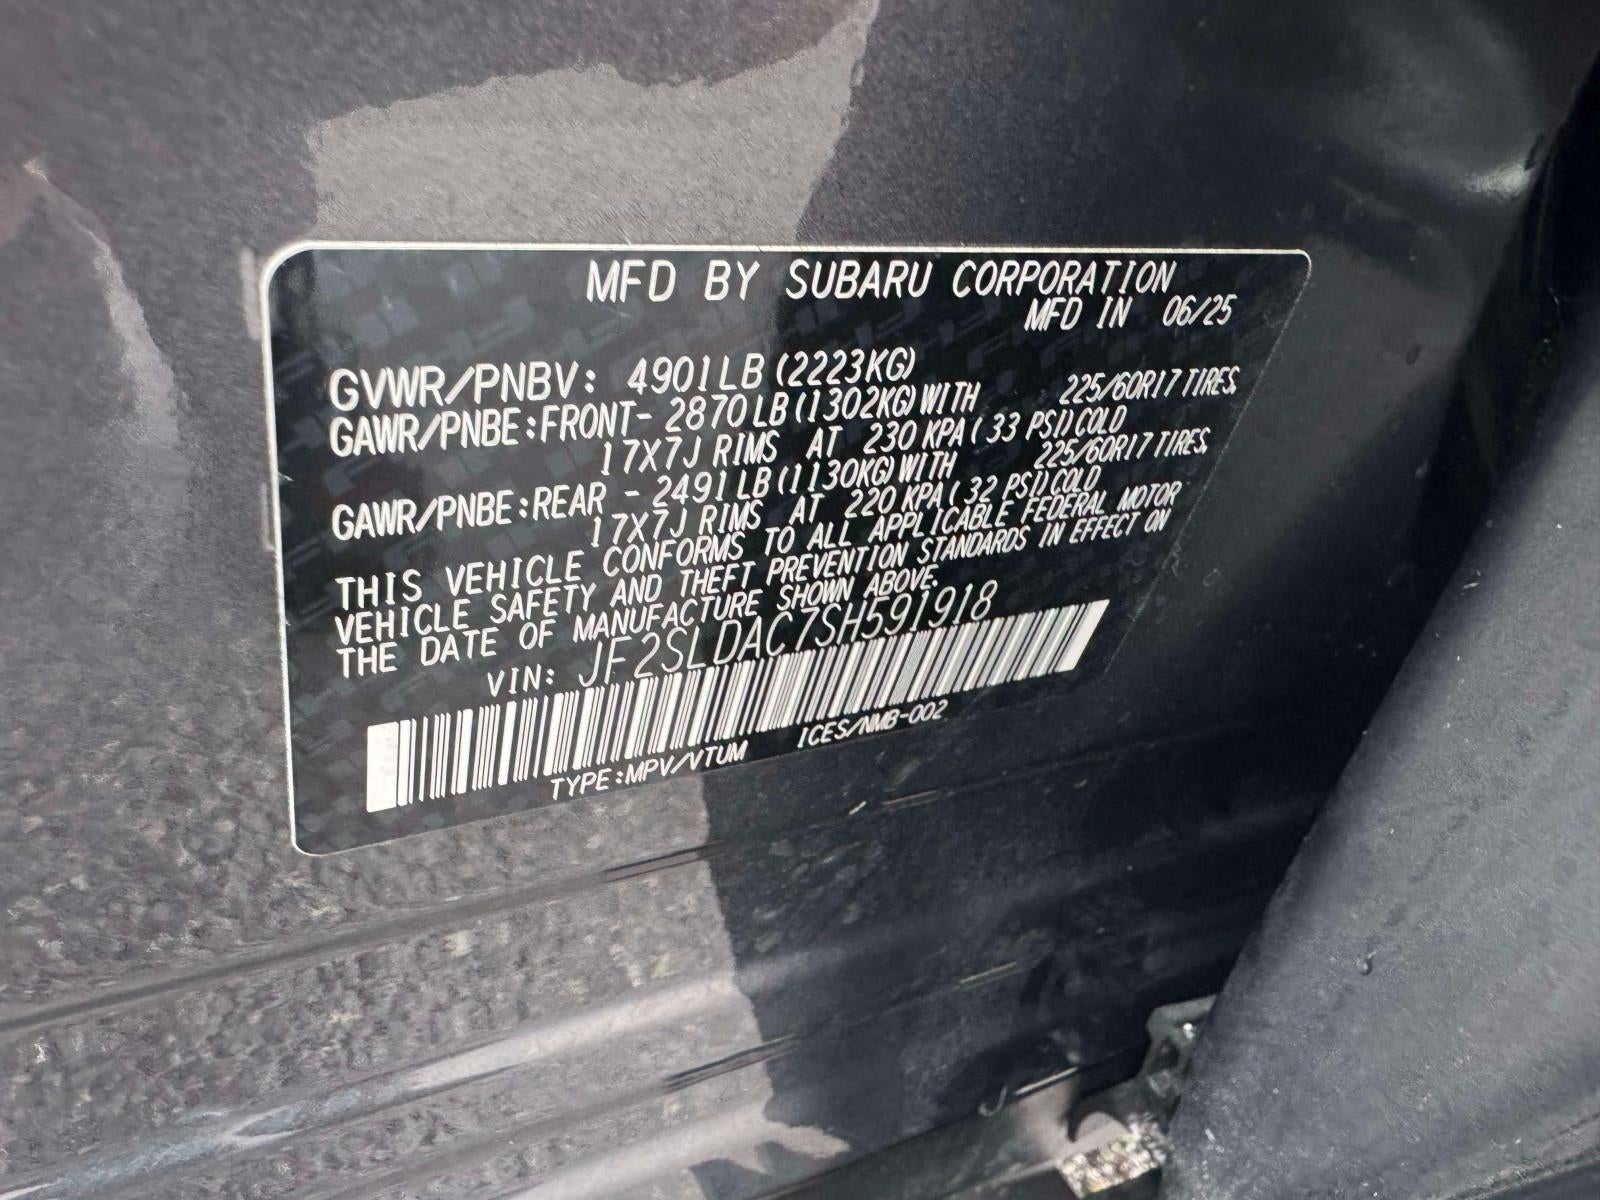 MFD BY SUBARU CORPORATION
MFD IN 06/25
GVWR/PNBV: 4901LB (2223KG)
GAWR/PNBE:FRONT- 2870LB(1302KG)WITH 225/60R17 TIRES,
17X7J RIMS AT 230 KPA( 33 PSI)COLD
GAWR/PNBE:REAR - 2491LB(1130KG)WITH 225/60R17 TIRES,
17X7J RIMS AT 220 KPA( 32 PSI)COLD
THIS VEHICLE CONFORMS TO ALL APPLICABLE FEDERAL MOTOR
VEHICLE SAFETY AND THEFT PREVENTION STANDARDS IN EFFECT ON
THE DATE OF MANUFACTURE SHOWN ABOVE.
VIN: JF2SLDAC7SH591918
TYPE:MPV/VTUM ICES/NMB-002